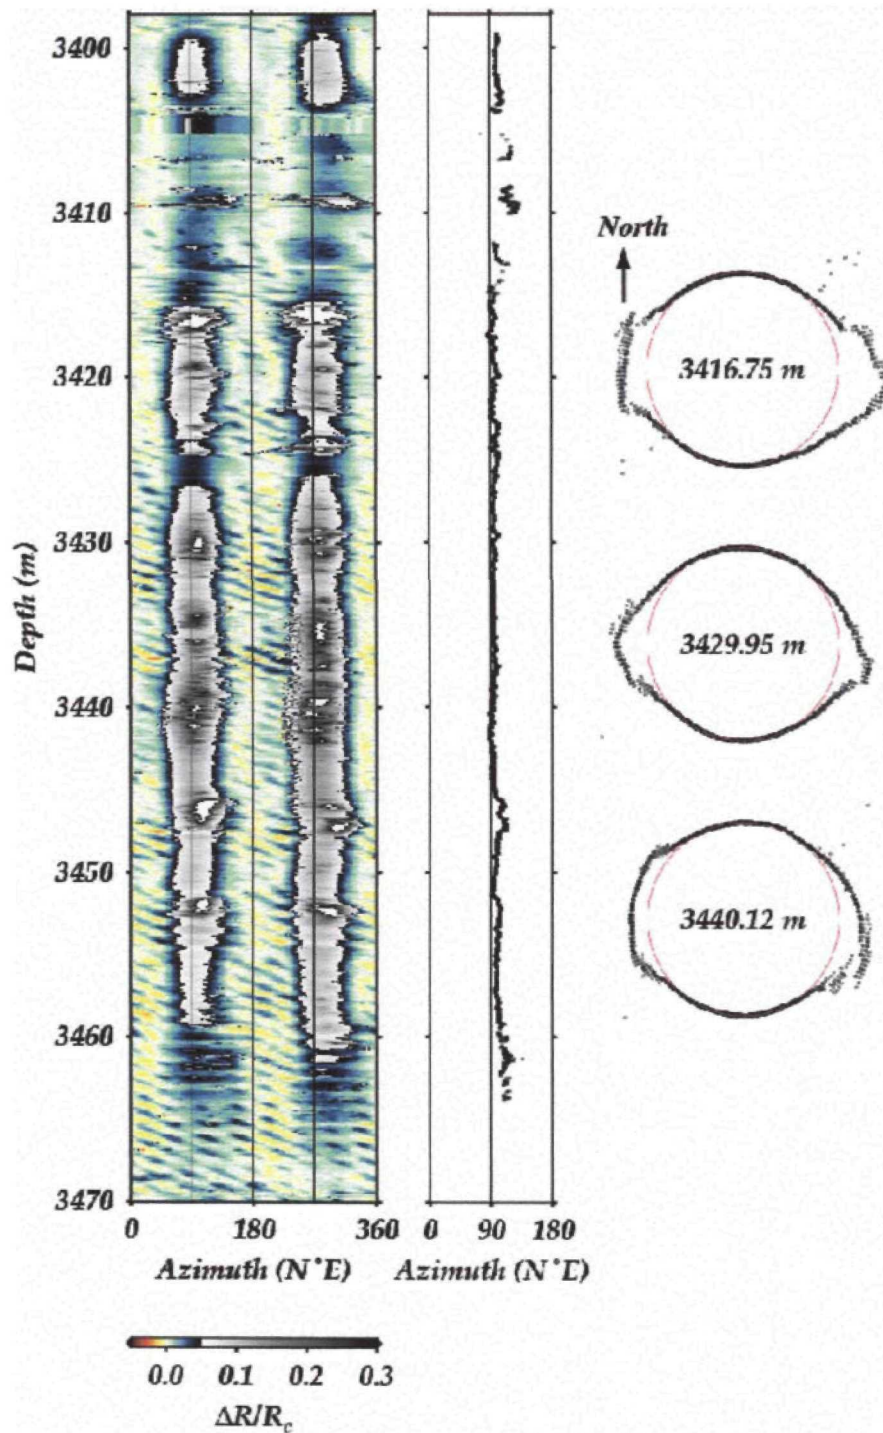 3400
3410
3420
3430
3440
3450
3460
3470
Depth (m)
0 180 360
Azimuth (N°E)
0 90 180
Azimuth (N°E)
0.0 0.1 0.2 0.3
ΔR/Rc
North
3416.75 m
3429.95 m
3440.12 m